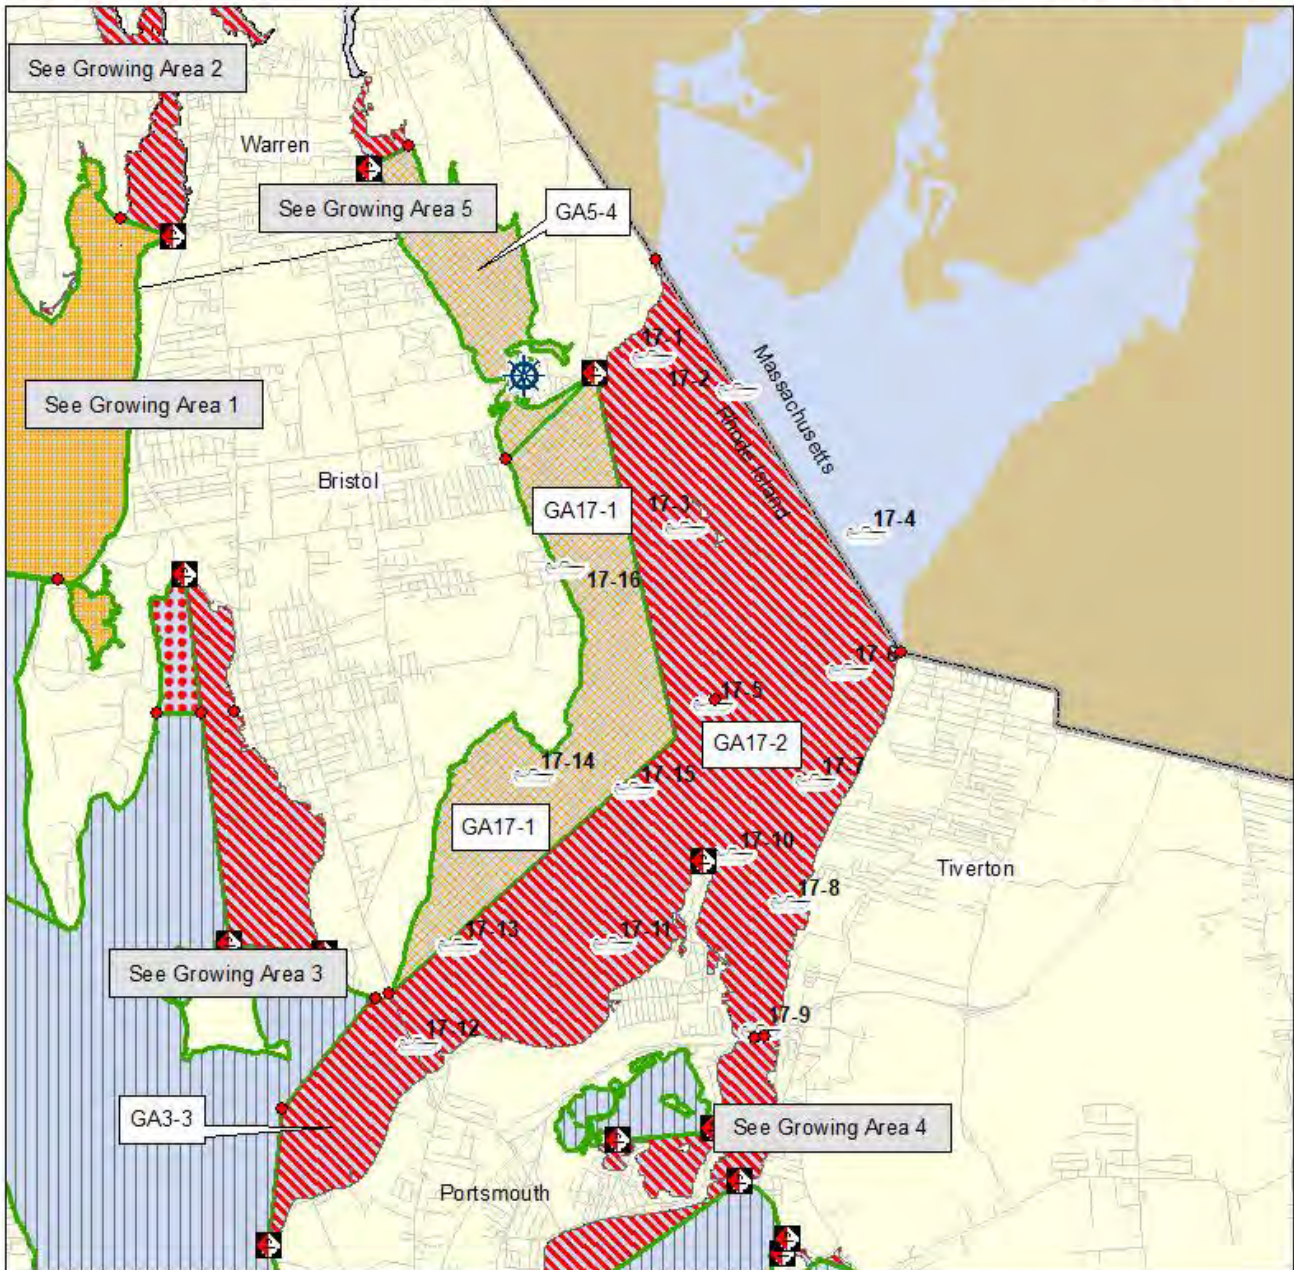 See Growing Area 2
Warren
See Growing Area 5
GA5-4
17-1
17-2
Massachusetts
Rhode Island
See Growing Area 1
Bristol
GA17-1
17-3
17-4
17-16
17-6
17-5
GA17-2
17-14
17-15
17-7
GA17-1
17-10
Tiverton
17-8
17-13
17-11
See Growing Area 3
17-12
17-9
GA3-3
See Growing Area 4
Portsmouth